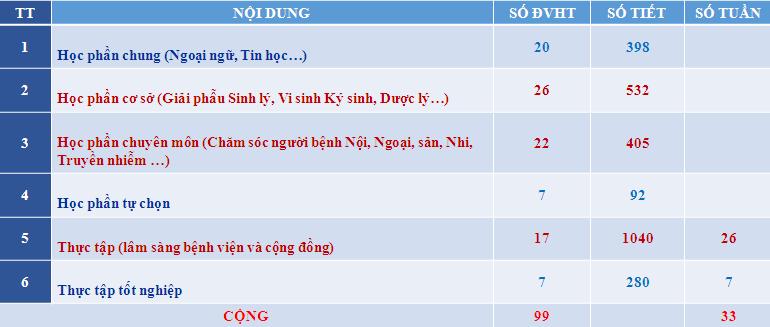 TT NỘI DUNG SỐ ĐVHT SỐ TIẾT SỐ TUẦN
1 Học phần chung (Ngoại ngữ, Tin học…) 20 398
2 Học phần cơ sở (Giải phẫu Sinh lý, Vi sinh Ký sinh, Dược lý…) 26 532
3 Học phần chuyên môn (Chăm sóc người bệnh Nội, Ngoại, sản, Nhi, 22 405
Truyền nhiễm …)
4 Học phần tự chọn 7 92
5 Thực tập (lâm sàng bệnh viện và cộng đồng) 17 1040 26
6 Thực tập tốt nghiệp 7 280 7
CỘNG 99 33